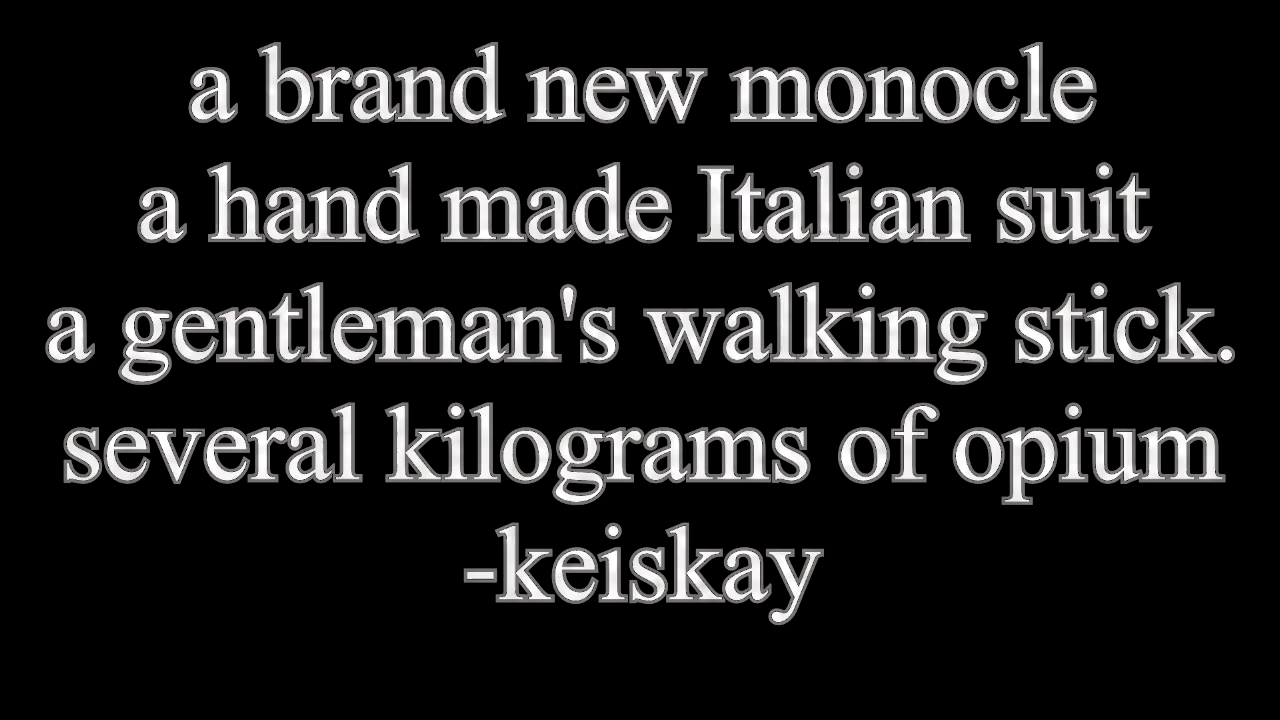 a brand new monocle
a hand made Italian suit
a gentleman's walking stick.
several kilograms of opium
-keiskay